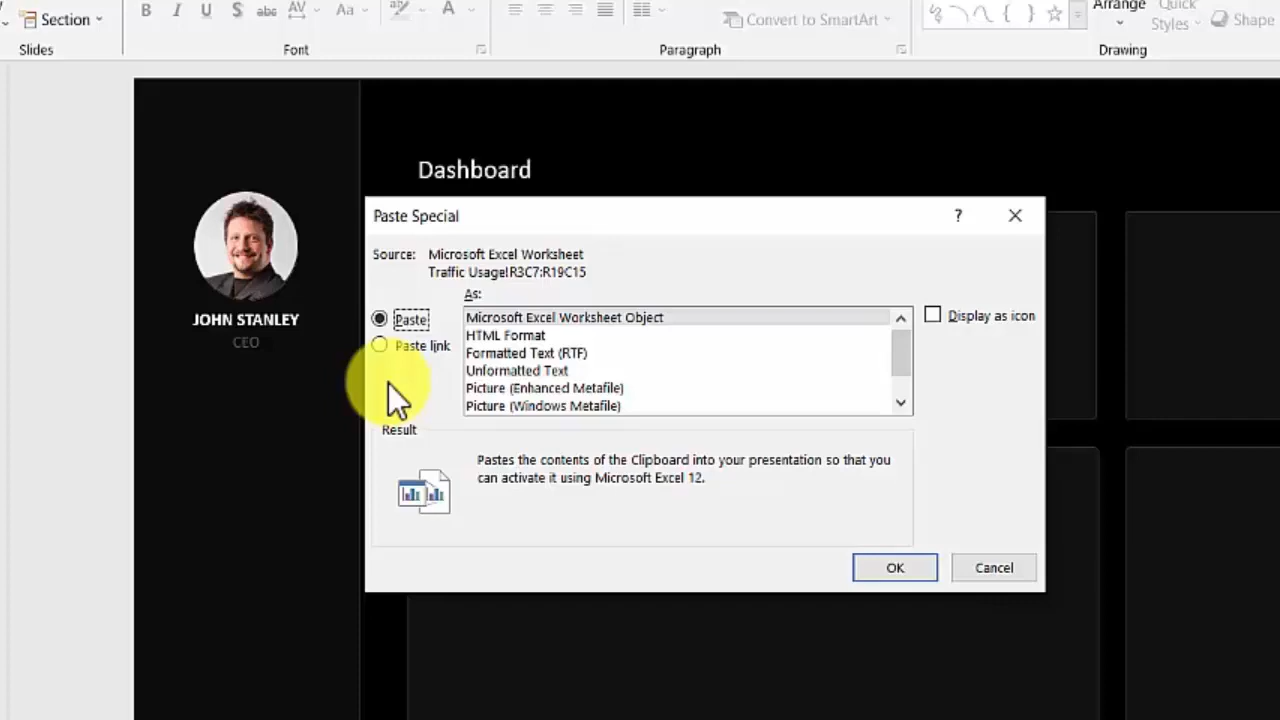 Section
B I U S abc AV Aa A
Convert to SmartArt
Arrange
Quick
Styles
Shape
Slides
Font
Paragraph
Drawing
Dashboard
JOHN STANLEY
CEO
Paste Special
?
Source: Microsoft Excel Worksheet
Traffic Usage!R3C7:R19C15
As:
Paste
Paste link
Microsoft Excel Worksheet Object
HTML Format
Formatted Text (RTF)
Unformatted Text
Picture (Enhanced Metafile)
Picture (Windows Metafile)
Display as icon
Result
Pastes the contents of the Clipboard into your presentation so that you
can activate it using Microsoft Excel 12.
OK
Cancel